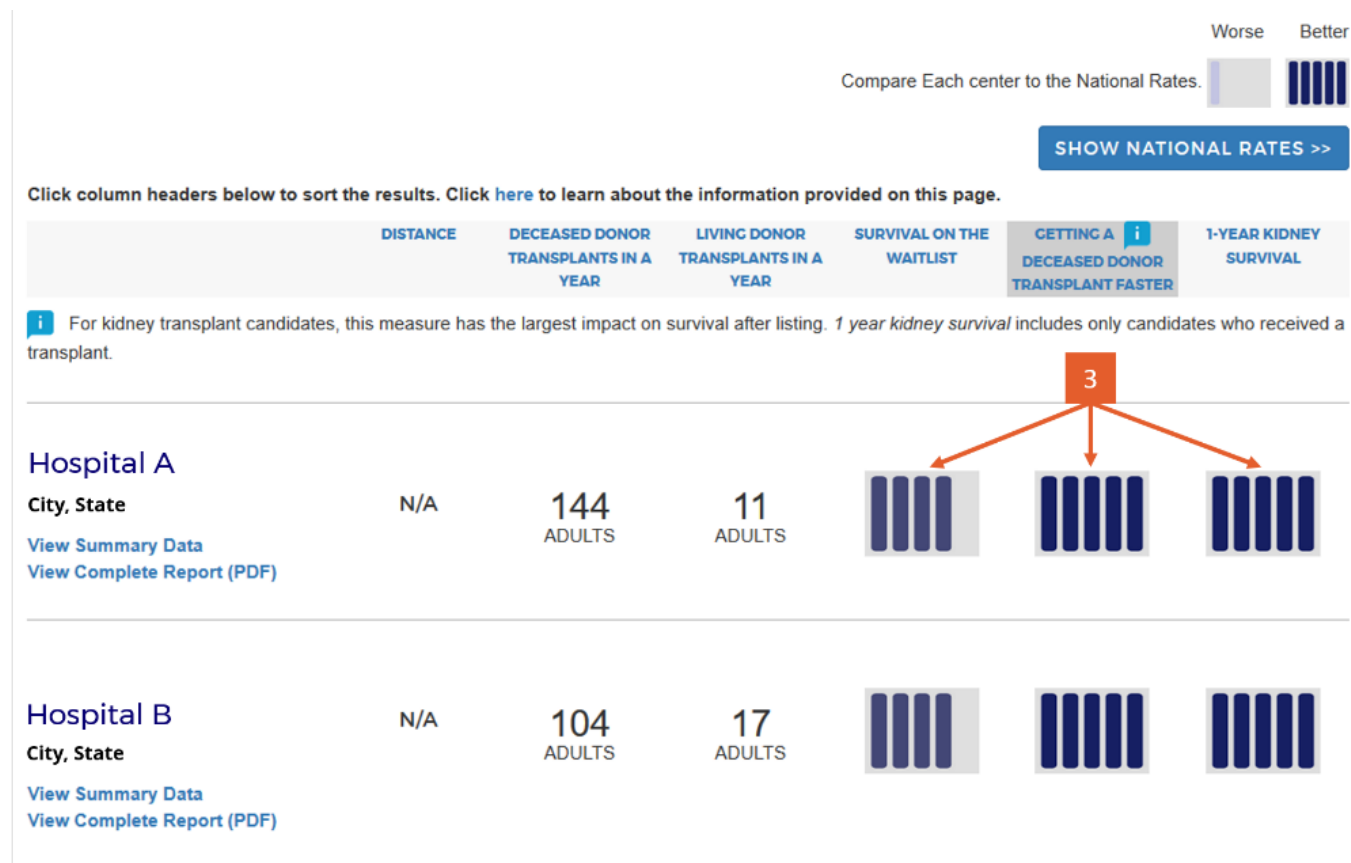 Worse Better
Compare Each center to the National Rates.
SHOW NATIONAL RATES >>
Click column headers below to sort the results. Click here to learn about the information provided on this page.
DISTANCE DECEASED DONOR LIVING DONOR SURVIVAL ON THE GETTING A i 1-YEAR KIDNEY
TRANSPLANTS IN A TRANSPLANTS IN A WAITLIST DECEASED DONOR SURVIVAL
YEAR YEAR TRANSPLANT FASTER
i For kidney transplant candidates, this measure has the largest impact on survival after listing. 1 year kidney survival includes only candidates who received a
transplant.
3
Hospital A
City, State N/A 144 11
ADULTS ADULTS
View Summary Data
View Complete Report (PDF)
Hospital B N/A 104 17
City, State ADULTS ADULTS
View Summary Data
View Complete Report (PDF)